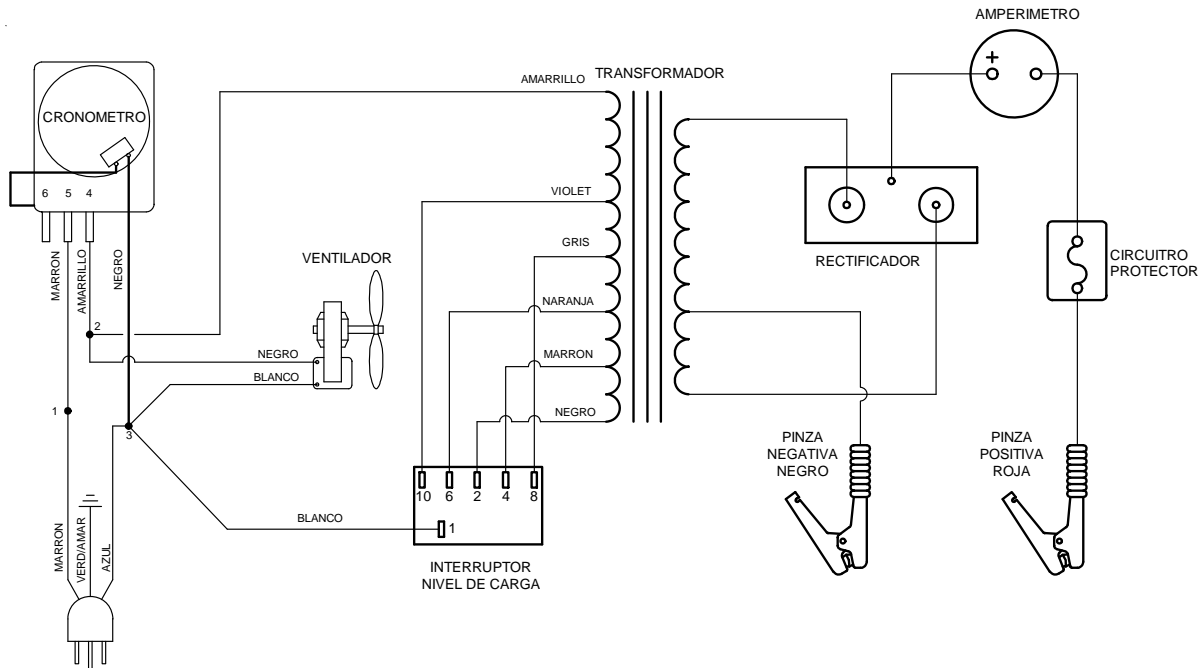 AMPERIMETRO
+
AMARRILLO
TRANSFORMADOR
CRONOMETRO
6 5 4
VIOLET
GRIS
MARRON
AMARRILLO
NEGRO
VENTILADOR
RECTIFICADOR
CIRCUITRO
PROTECTOR
NARANJA
2
NEGRO
MARRON
BLANCO
1
NEGRO
3
PINZA
NEGATIVA
NEGRO
PINZA
POSITIVA
ROJA
10 6 2 4 8
BLANCO
1
MARRON
VERD/AMAR
AZUL
INTERRUPTOR
NIVEL DE CARGA